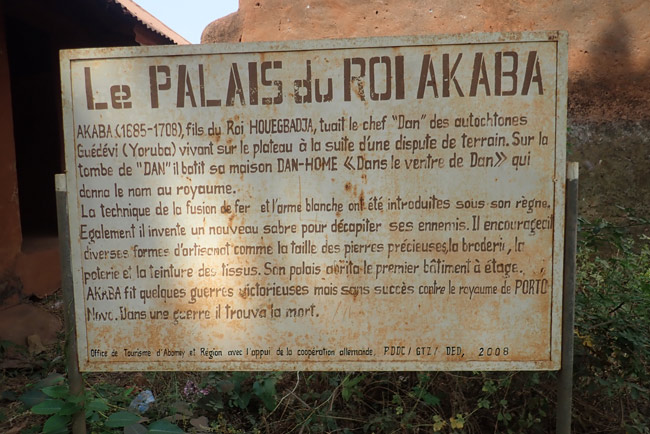 Le PALAIS du ROI AKABA
AKABA (1685-1708), fils du Roi HOUEGBADJA, tuait le chef "Dan" des autochtones
Guédévi (Yoruba) vivant sur le plateau à la suite d'une dispute de terrain. Sur la
tombe de "DAN" il batit sa maison DAN-HOME «Dans le ventre de Dan» qui
donna le nom au royaume.
La technique de la fusion de fer et l'arme blanche ont été introduites sous son règne.
Egalement il invente un nouveau sabre pour décapiter ses ennemis. Il encourageait
diverses formes d'artisanat comme la taille des pierres précieuses, la broderie, la
poterie et la teinture des tissus. Son palais abrita le premier bâtiment à étage.
AKABA fit quelques guerres victorieuses mais sans succès contre le royaume de PORTO
Novo. Dans une guerre il trouva la mort.
Office de Tourisme d'Abomey et Région avec l'appui de la coopération allemande, PDDC/GTZ/DED, 2008